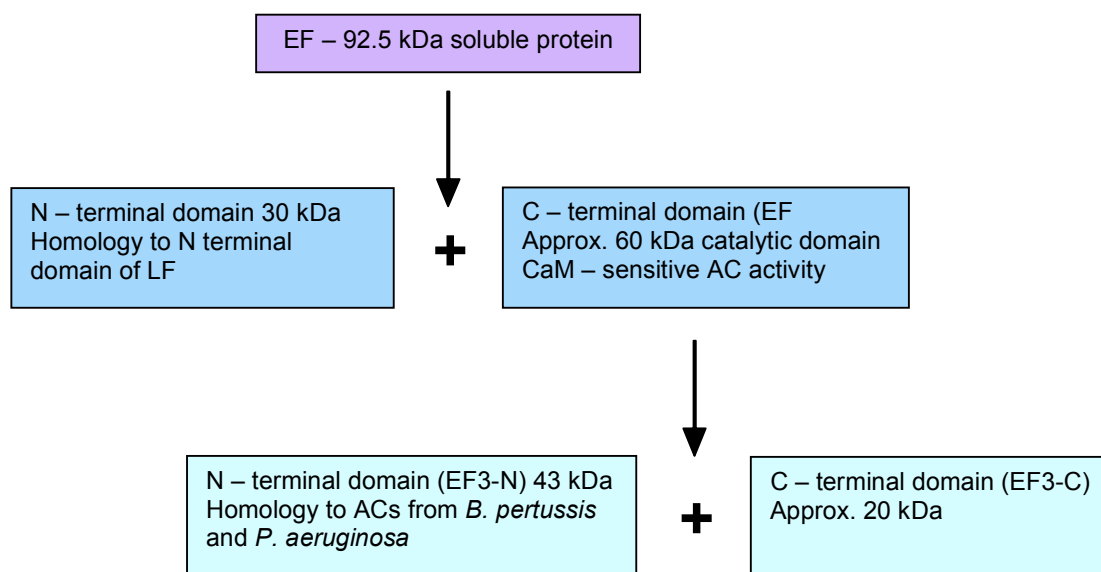 EF – 92.5 kDa soluble protein
N – terminal domain 30 kDa
Homology to N terminal
domain of LF
+
C – terminal domain (EF
Approx. 60 kDa catalytic domain
CaM – sensitive AC activity
N – terminal domain (EF3-N) 43 kDa
Homology to ACs from B. pertussis
and P. aeruginosa
+
C – terminal domain (EF3-C)
Approx. 20 kDa